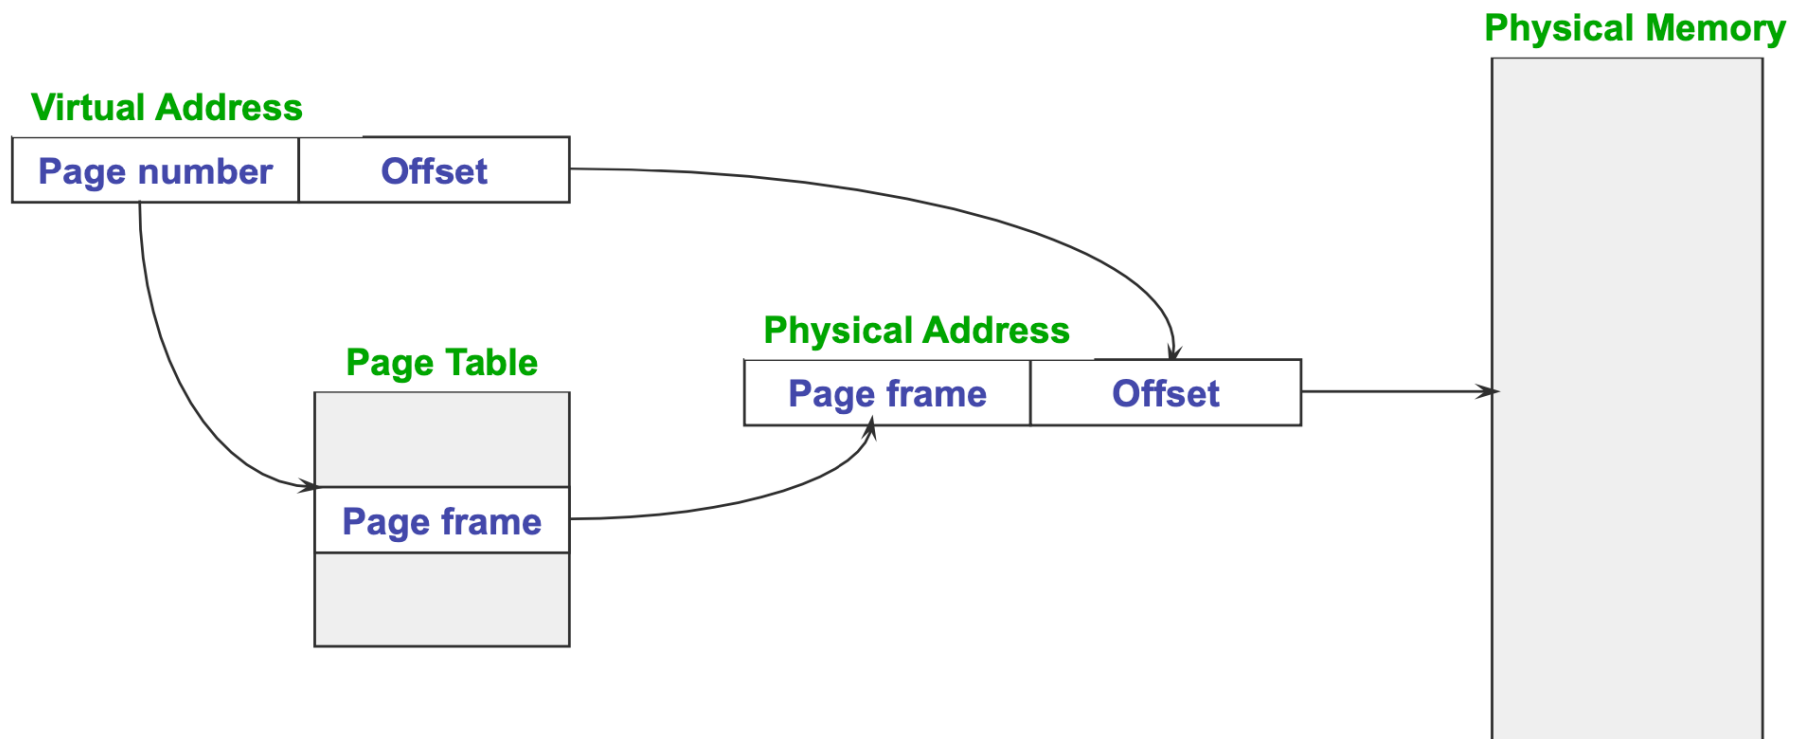 Physical Memory
Virtual Address
Page number
Offset
Physical Address
Page frame
Offset
Page Table
Page frame